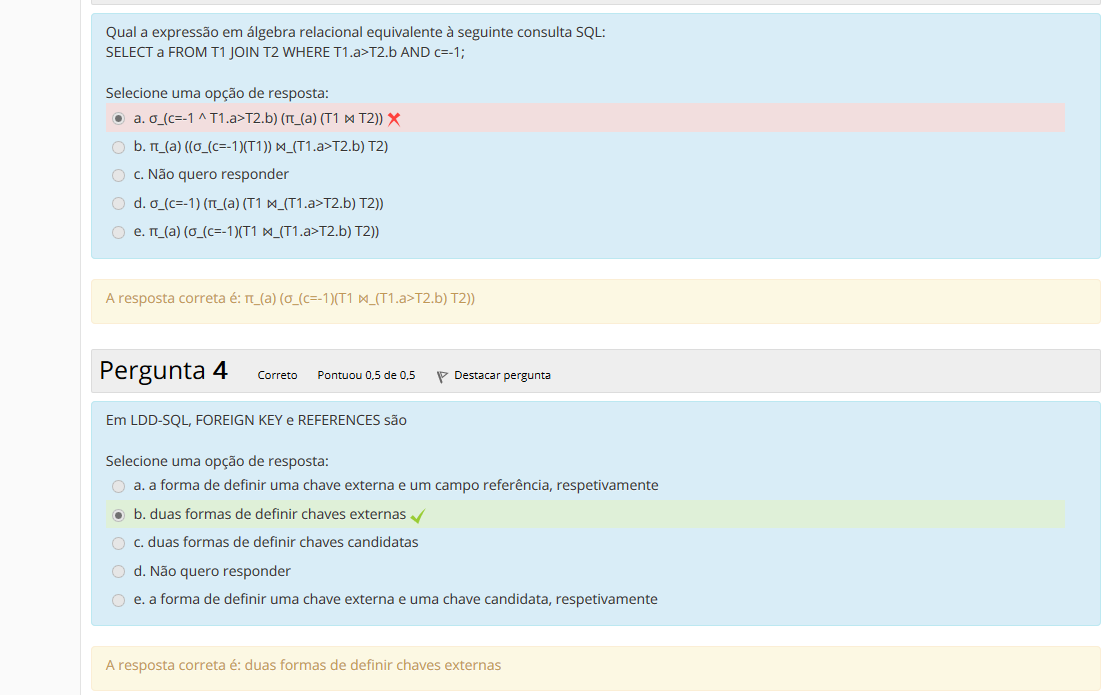 Qual a expressão em álgebra relacional equivalente à seguinte consulta SQL:
SELECT a FROM T1 JOIN T2 WHERE T1.a>T2.b AND c=-1;
Selecione uma opção de resposta:
a. σ_(c=-1 ^ T1.a>T2.b) (π_(a) (T1 ⋈ T2))
b. π_(a) ((σ_(c=-1)(T1)) ⋈_(T1.a>T2.b) T2)
c. Não quero responder
d. σ_(c=-1) (π_(a) (T1 ⋈_(T1.a>T2.b) T2))
e. π_(a) (σ_(c=-1)(T1 ⋈_(T1.a>T2.b) T2))
A resposta correta é: π_(a) (σ_(c=-1)(T1 ⋈_(T1.a>T2.b) T2))
Pergunta 4 Correto Pontuou 0,5 de 0,5 Destacar pergunta
Em LDD-SQL, FOREIGN KEY e REFERENCES são
Selecione uma opção de resposta:
a. a forma de definir uma chave externa e um campo referência, respetivamente
b. duas formas de definir chaves externas
c. duas formas de definir chaves candidatas
d. Não quero responder
e. a forma de definir uma chave externa e uma chave candidata, respetivamente
A resposta correta é: duas formas de definir chaves externas